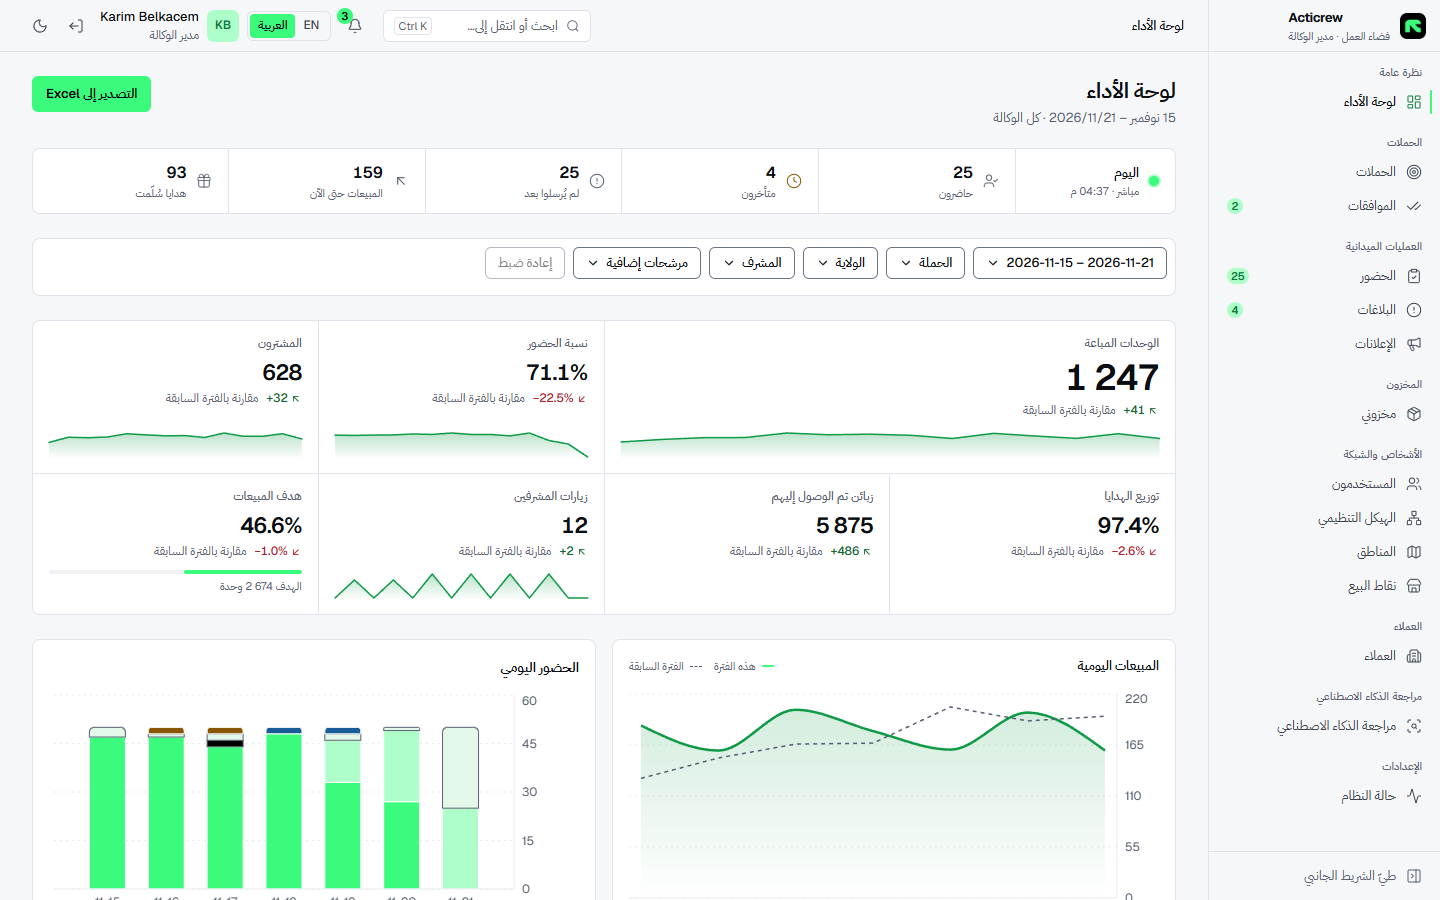 Acticrew
فضاء العمل · مدير الوكالة
نظرة عامة
لوحة الأداء
الحملات
الحملات
الموافقات
2
العمليات الميدانية
الحضور
25
البلاغات
4
الإعلانات
المخزون
مخزوني
الأشخاص والشبكة
المستخدمون
الهيكل التنظيمي
المناطق
نقاط البيع
العملاء
العملاء
مراجعة الذكاء الاصطناعي
مراجعة الذكاء الاصطناعي
الإعدادات
حالة النظام
طيّ الشريط الجانبي
لوحة الأداء
ابحث أو انتقل إلى...
Ctrl K
3
EN
العربية
KB
Karim Belkacem
مدير الوكالة
لوحة الأداء
15 نوفمبر – 2026/11/21 · كل الوكالة
التصدير إلى Excel
اليوم
مباشر · 04:37 م
25
حاضرون
4
متأخرون
25
لم يُرسلوا بعد
159
المبيعات حتى الآن
93
هدايا سُلّمت
2026-11-15 – 2026-11-21
الحملة
الولاية
المشرف
مرشحات إضافية
إعادة ضبط
الوحدات المباعة
1 247
+41 مقارنة بالفترة السابقة
نسبة الحضور
71.1%
−22.5% مقارنة بالفترة السابقة
المشترون
628
+32 مقارنة بالفترة السابقة
توزيع الهدايا
97.4%
−2.6% مقارنة بالفترة السابقة
زبائن تم الوصول إليهم
5 875
+486 مقارنة بالفترة السابقة
زيارات المشرفين
12
+2 مقارنة بالفترة السابقة
هدف المبيعات
46.6%
−1.0% مقارنة بالفترة السابقة
الهدف 674 2 وحدة
المبيعات اليومية
هذه الفترة
الفترة السابقة
220
165
110
55
0
الحضور اليومي
60
45
30
15
0